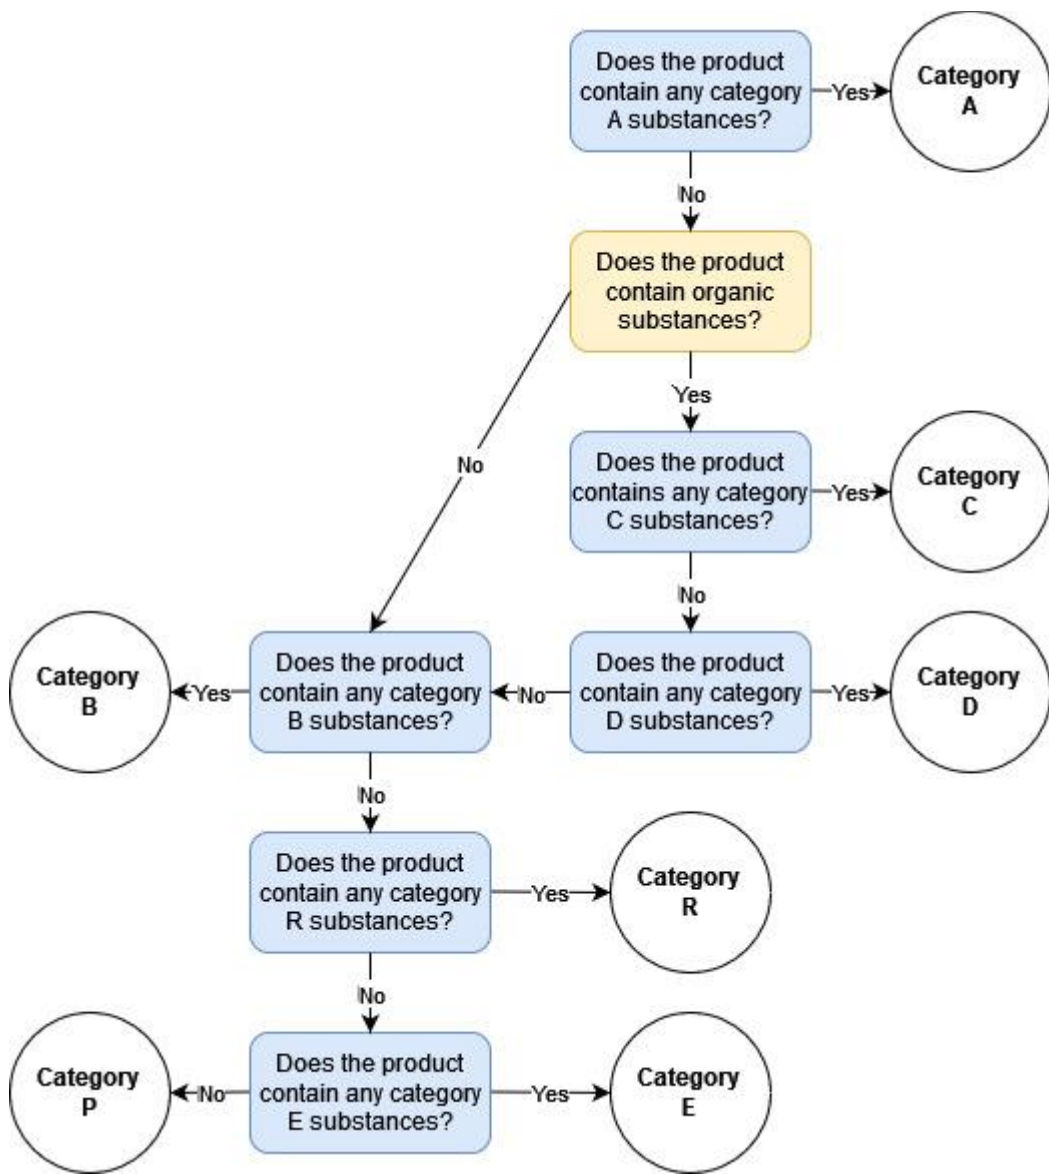 Does the product
contain any category
A substances?
Yes
Category
A
No
Does the product
contain organic
substances?
Yes
No
Does the product
contains any category
C substances?
Yes
Category
C
No
Category
B
Yes
Does the product
contain any category
B substances?
No
Does the product
contain any category
D substances?
Yes
Category
D
No
Does the product
contain any category
R substances?
Yes
Category
R
No
Category
P
No
Does the product
contain any category
E substances?
Yes
Category
E